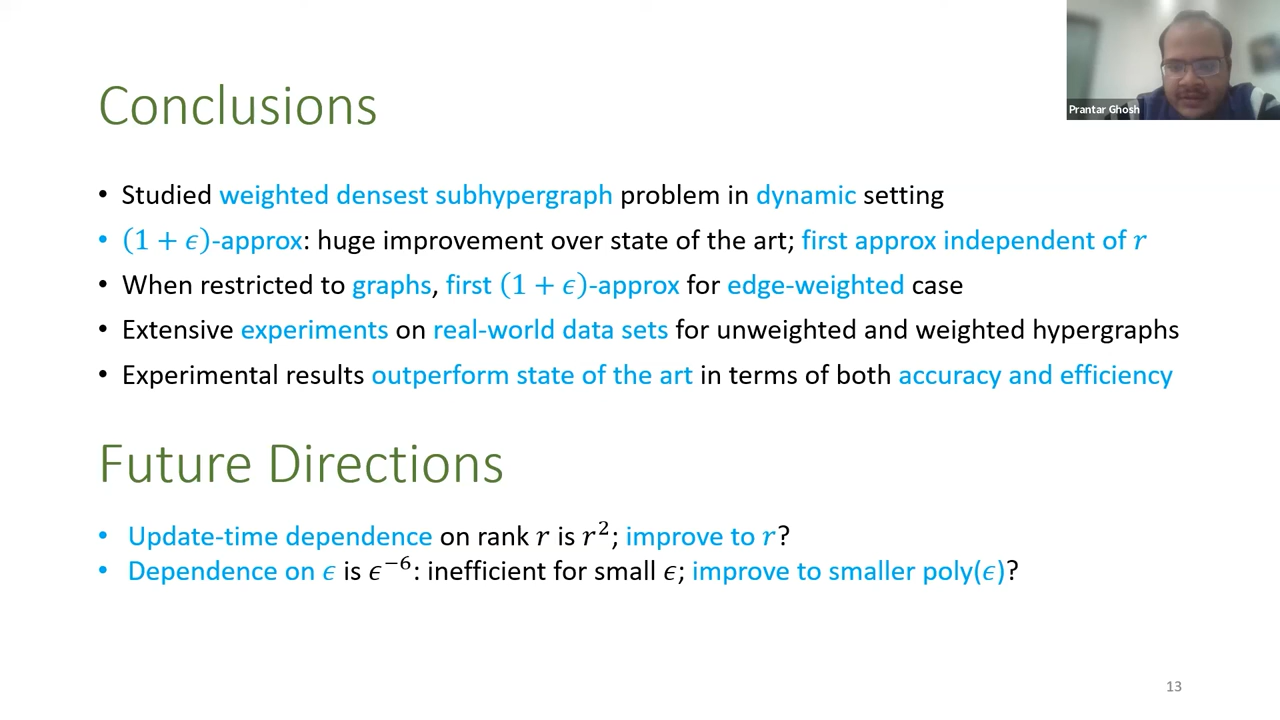 Prantar Ghosh
Conclusions
• Studied weighted densest subhypergraph problem in dynamic setting
• (1 + ϵ)-approx: huge improvement over state of the art; first approx independent of r
• When restricted to graphs, first (1 + ϵ)-approx for edge-weighted case
• Extensive experiments on real-world data sets for unweighted and weighted hypergraphs
• Experimental results outperform state of the art in terms of both accuracy and efficiency
Future Directions
• Update-time dependence on rank r is r²; improve to r?
• Dependence on ϵ is ϵ⁻⁶: inefficient for small ϵ; improve to smaller poly(ϵ)?
13